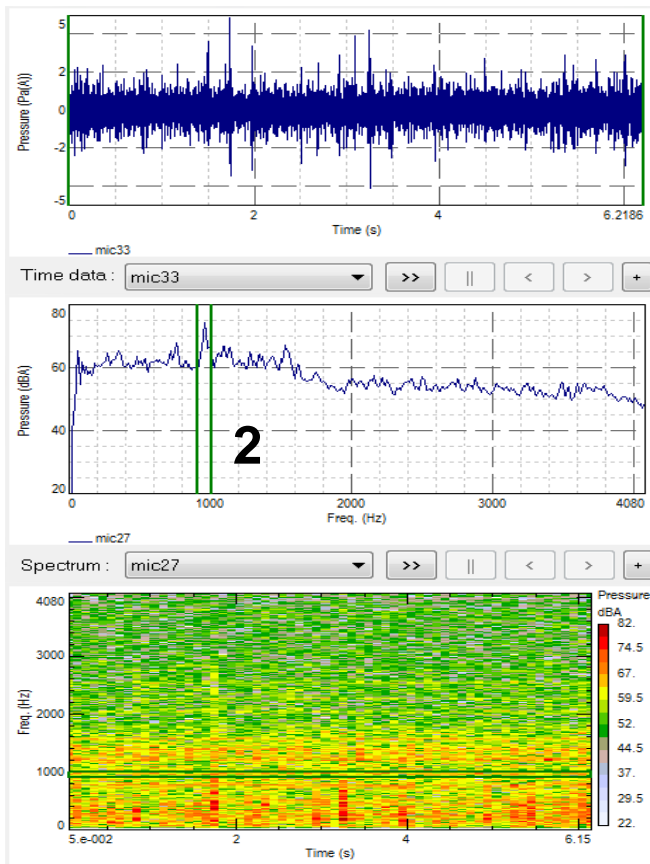 5
2
0
-2
-5
Pressure (Pa(A))
0 2 4 6.2186
Time (s)
mic33
Time data : mic33 >> || < > +
80
60
40
20
Pressure (dBA)
2
0 1000 2000 3000 4080
Freq. (Hz)
mic27
Spectrum : mic27 >> || < > +
4080
3000
2000
1000
0
Freq. (Hz)
5.e-002 2 4 6.15
Time (s)
Pressure
dBA
82.
74.5
67.
59.5
52.
44.5
37.
29.5
22.